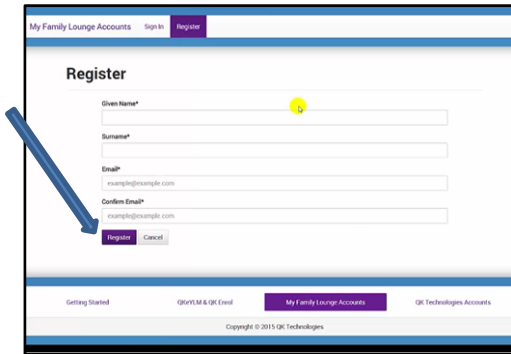 My Family Lounge Accounts Sign In Register
Register
Given Name*
Surname*
Email*
example@example.com
Confirm Email*
example@example.com
Register Cancel
Getting Started QKeYLM & QK Enrol My Family Lounge Accounts QK Technologies Accounts
Copyright © 2015 QK Technologies